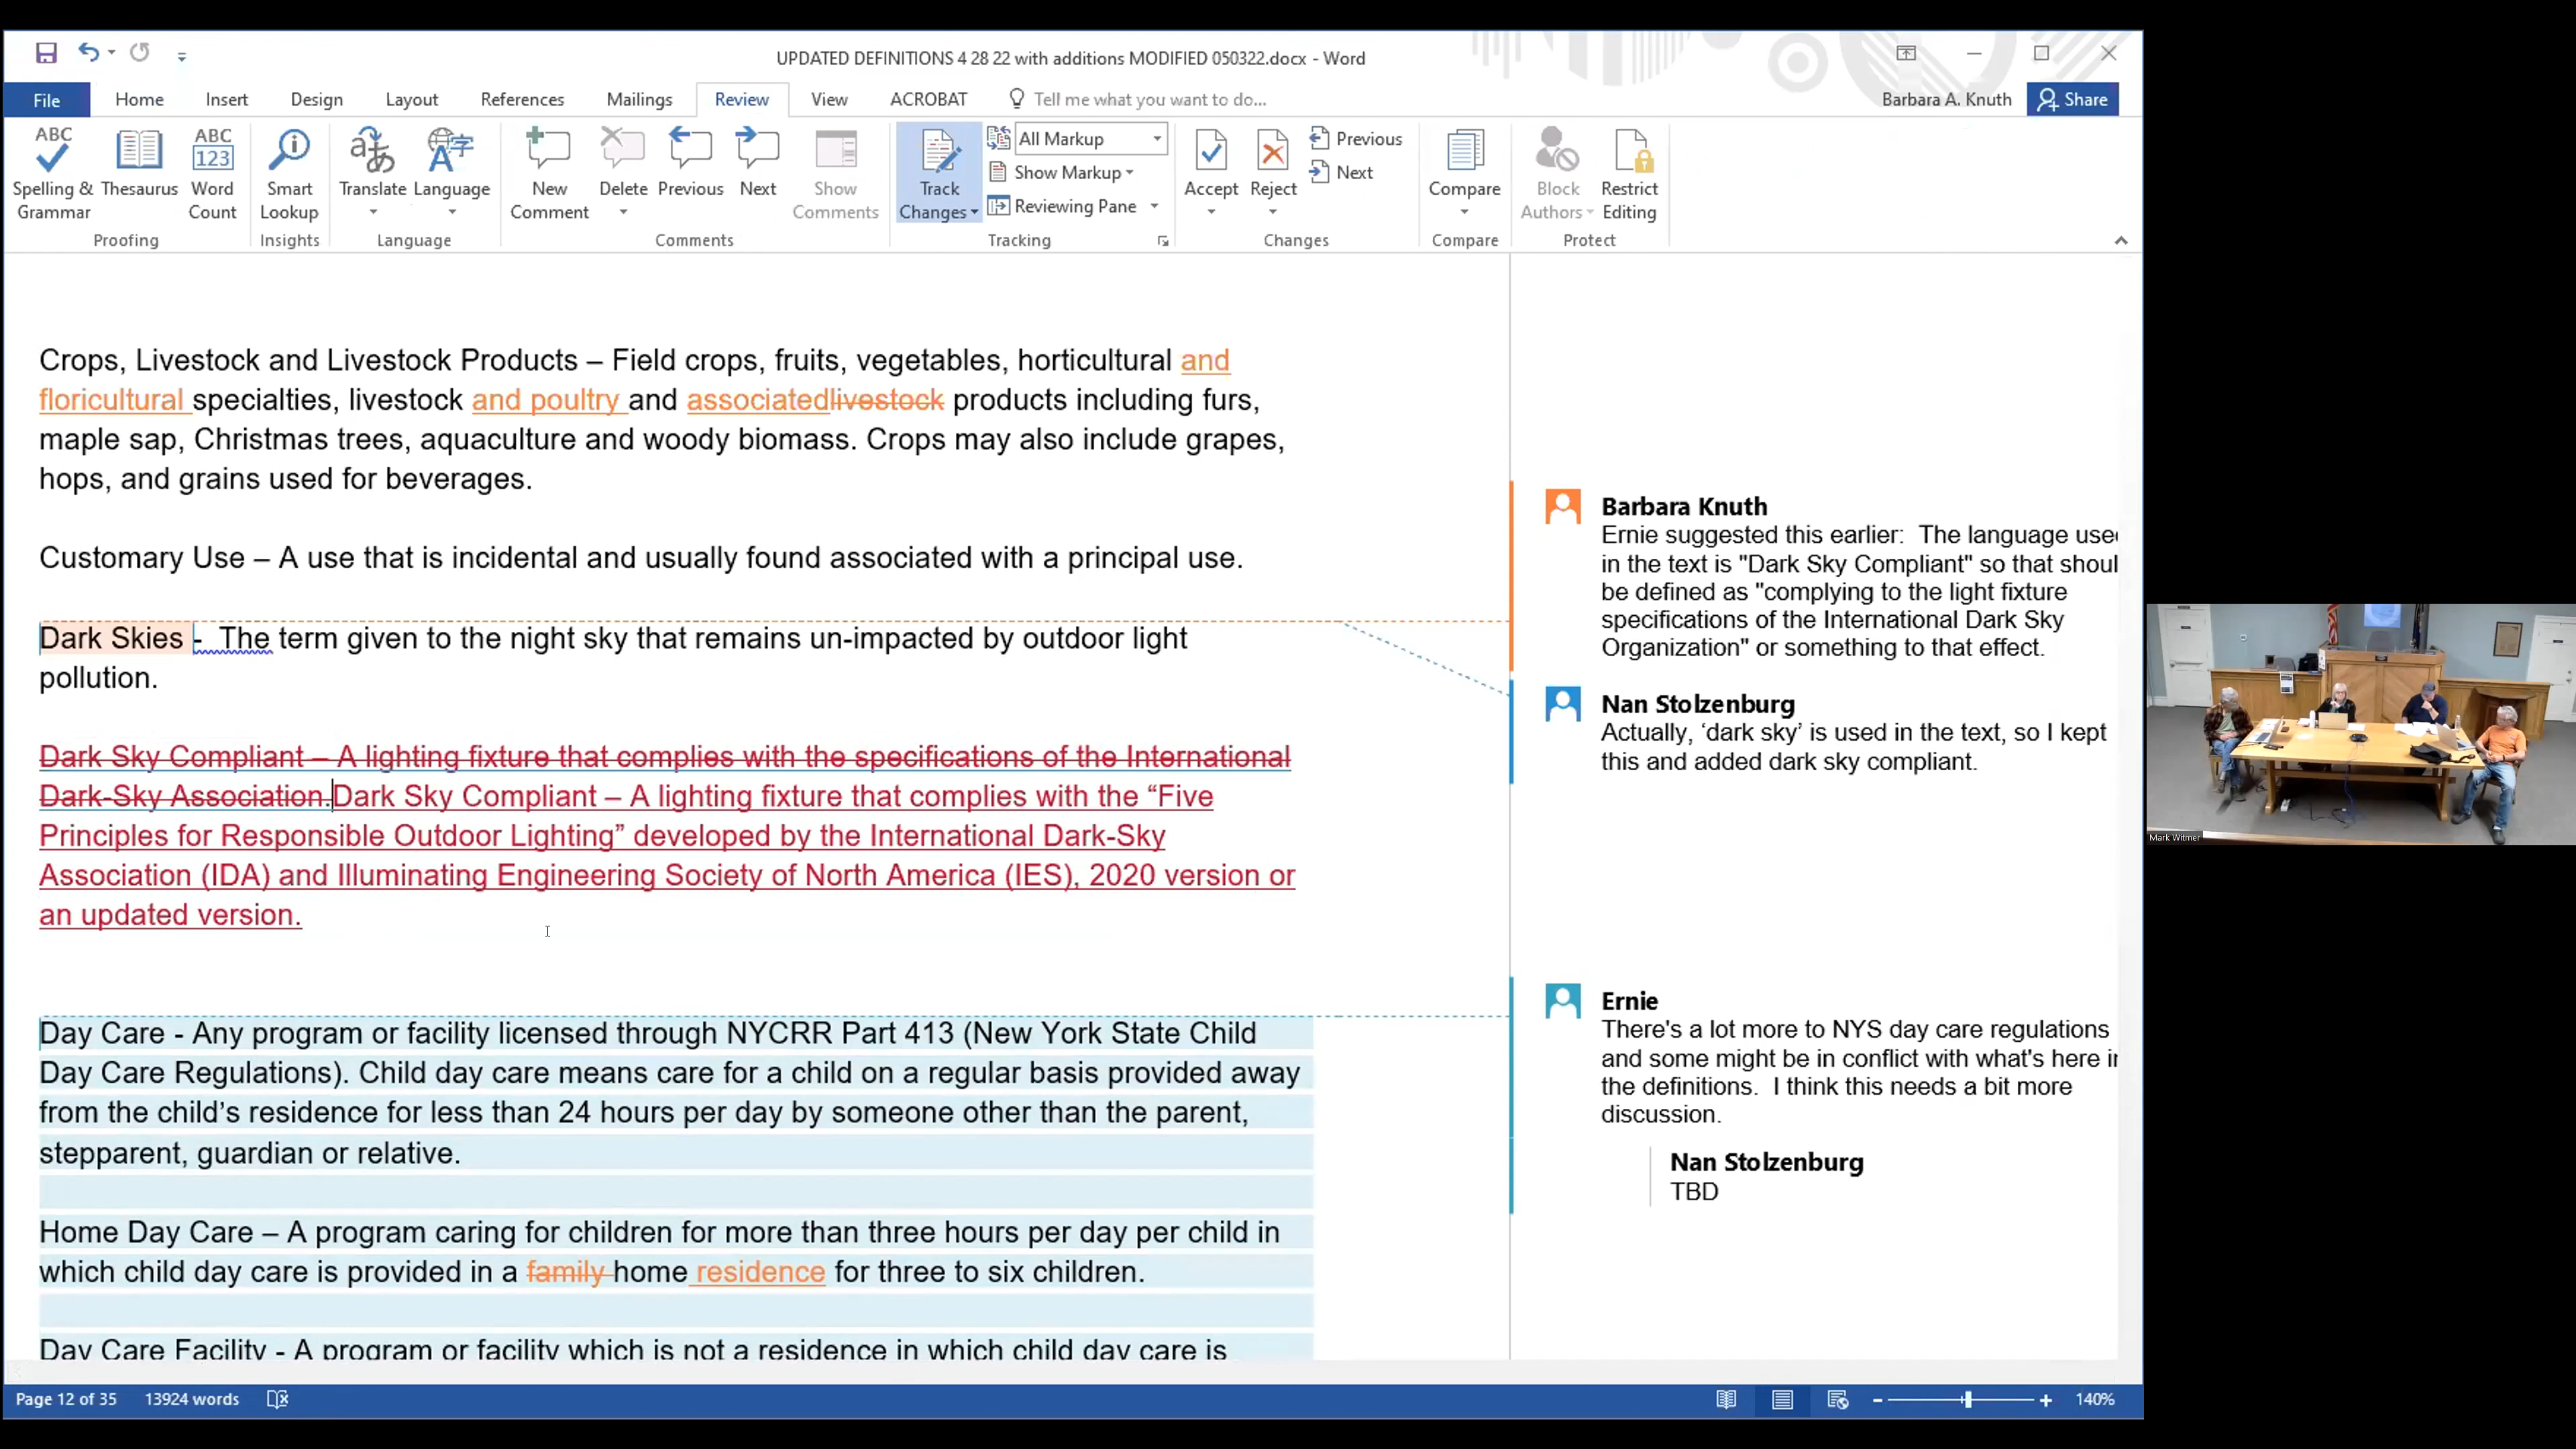 UPDATED DEFINITIONS 4 28 22 with additions MODIFIED 050322.docx - Word
File Home Insert Design Layout References Mailings Review View ACROBAT Tell me what you want to do... Barbara A. Knuth Share
ABC ABC 123
Spelling & Grammar Thesaurus Word Count Smart Lookup Translate Language New Comment Delete Previous Next Show Comments Track Changes
All Markup
Show Markup
Reviewing Pane
Accept Reject Previous Next Compare Block Authors Restrict Editing
Proofing Insights Language Comments Tracking Changes Compare Protect
Crops, Livestock and Livestock Products – Field crops, fruits, vegetables, horticultural and
floricultural specialties, livestock and poultry and associatedlivestock products including furs,
maple sap, Christmas trees, aquaculture and woody biomass. Crops may also include grapes,
hops, and grains used for beverages.
Customary Use – A use that is incidental and usually found associated with a principal use.
Dark Skies - The term given to the night sky that remains un-impacted by outdoor light
pollution.
Dark Sky Compliant – A lighting fixture that complies with the specifications of the International
Dark-Sky Association.Dark Sky Compliant – A lighting fixture that complies with the “Five
Principles for Responsible Outdoor Lighting” developed by the International Dark-Sky
Association (IDA) and Illuminating Engineering Society of North America (IES), 2020 version or
an updated version.
Day Care - Any program or facility licensed through NYCRR Part 413 (New York State Child
Day Care Regulations). Child day care means care for a child on a regular basis provided away
from the child’s residence for less than 24 hours per day by someone other than the parent,
stepparent, guardian or relative.
Home Day Care – A program caring for children for more than three hours per day per child in
which child day care is provided in a family home residence for three to six children.
Day Care Facility - A program or facility which is not a residence in which child day care is
Barbara Knuth
Ernie suggested this earlier: The language use
in the text is "Dark Sky Compliant" so that shoul
be defined as "complying to the light fixture
specifications of the International Dark Sky
Organization" or something to that effect.
Nan Stolzenburg
Actually, ‘dark sky’ is used in the text, so I kept
this and added dark sky compliant.
Ernie
There's a lot more to NYS day care regulations
and some might be in conflict with what's here in
the definitions. I think this needs a bit more
discussion.
Nan Stolzenburg
TBD
Mark Witmer
Page 12 of 35 13924 words 140%